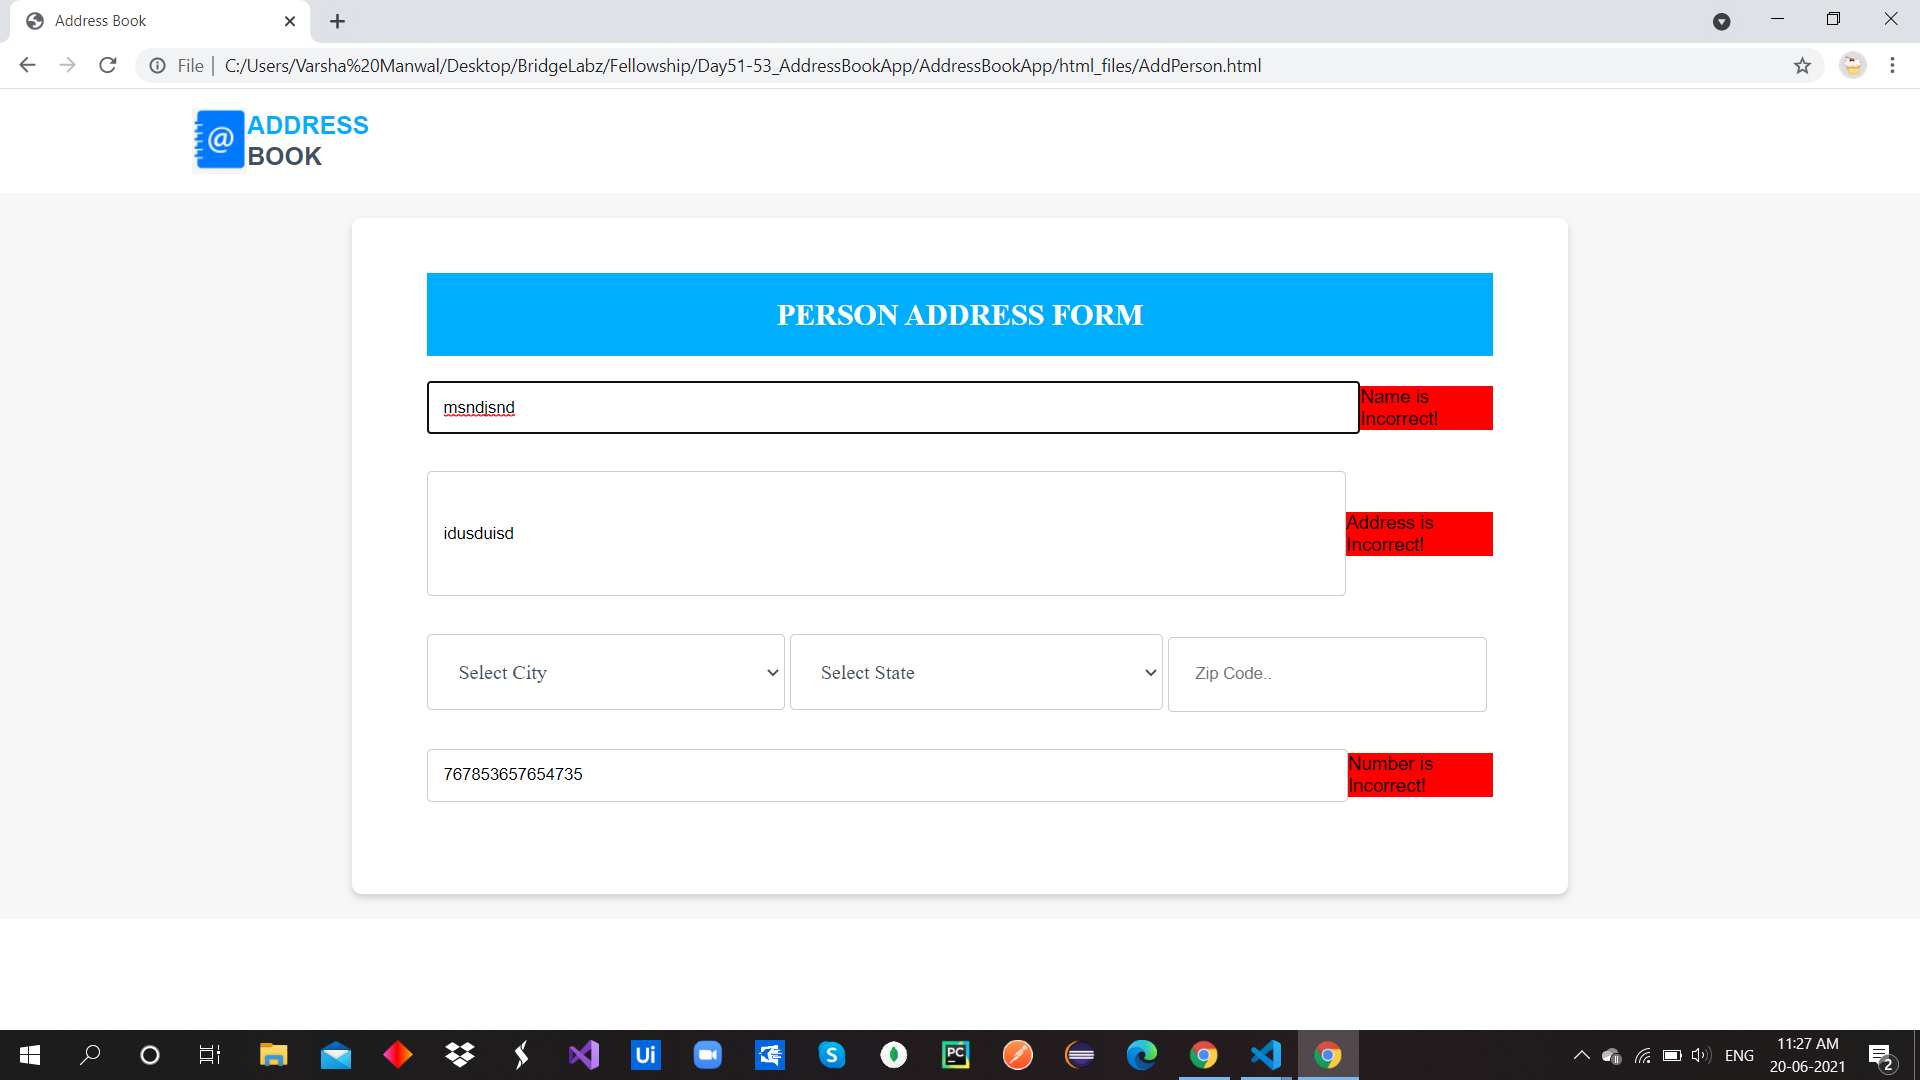 Address Book
File | C:/Users/Varsha%20Manwal/Desktop/BridgeLabz/Fellowship/Day51-53_AddressBookApp/AddressBookApp/html_files/AddPerson.html
@
ADDRESS
BOOK
PERSON ADDRESS FORM
msndjsnd
Name is
Incorrect!
idusduisd
Address is
Incorrect!
Select City
Select State
Zip Code..
767853657654735
Number is
Incorrect!
Ui
S
PC
ENG
11:27 AM
20-06-2021
2